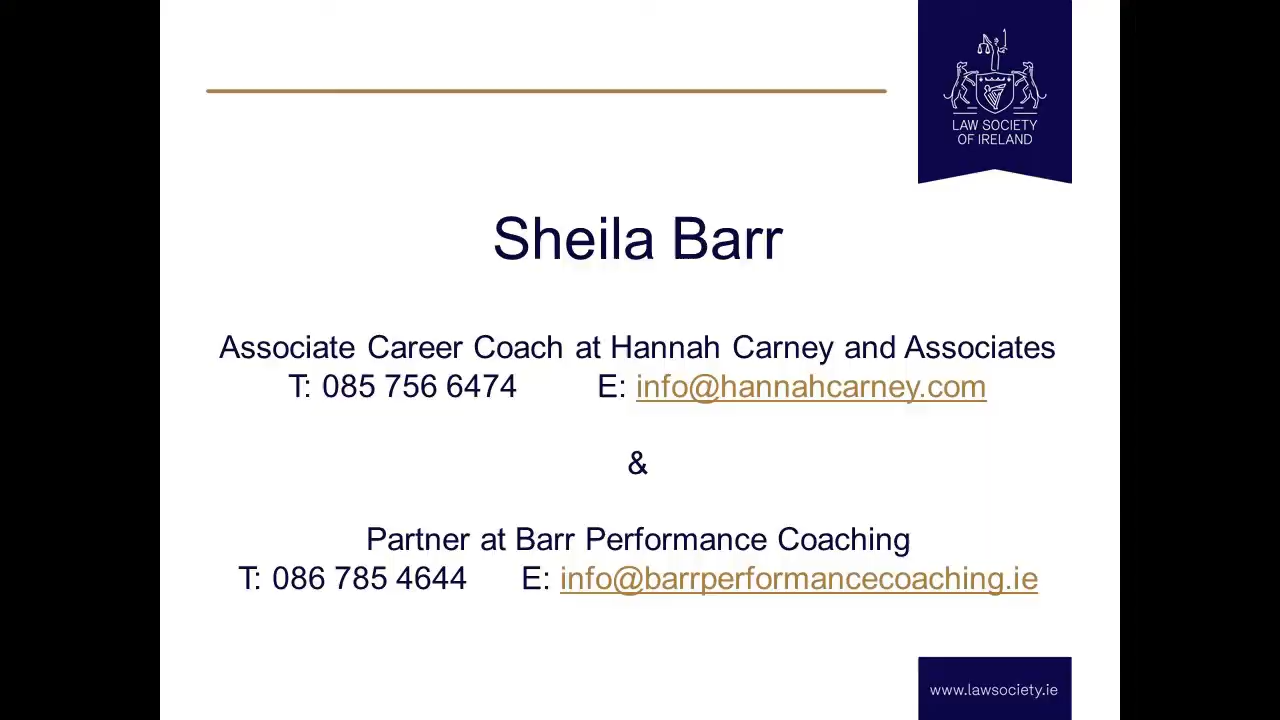 LAW SOCIETY
OF IRELAND
Sheila Barr
Associate Career Coach at Hannah Carney and Associates
T: 085 756 6474 E: info@hannahcarney.com
&
Partner at Barr Performance Coaching
T: 086 785 4644 E: info@barrperformancecoaching.ie
www.lawsociety.ie